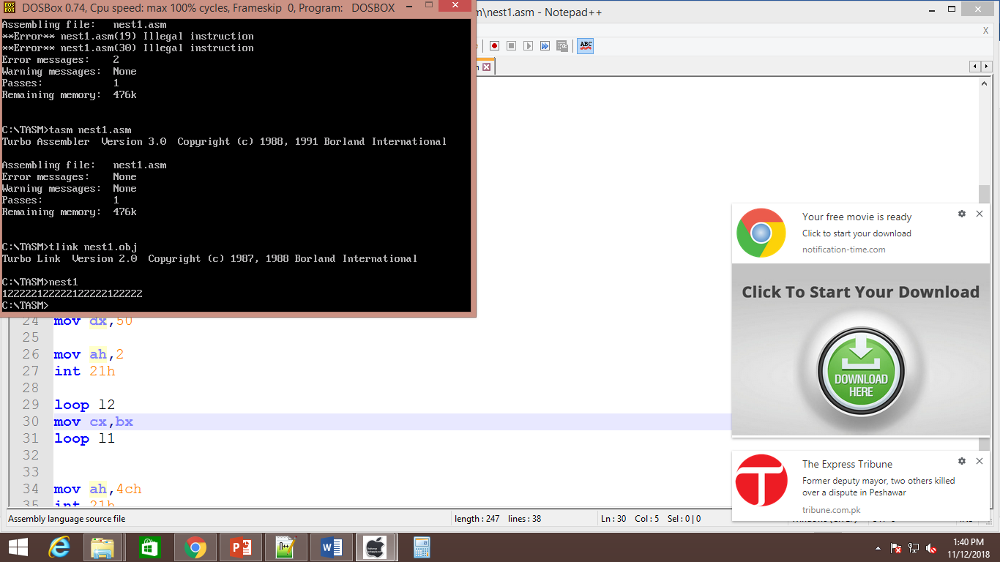 DOSBox 0.74, Cpu speed: max 100% cycles, Frameskip 0, Program: DOSBOX
\nest1.asm - Notepad++
Assembling file: nest1.asm
**Error** nest1.asm(19) Illegal instruction
**Error** nest1.asm(30) Illegal instruction
Error messages: 2
Warning messages: None
Passes: 1
Remaining memory: 476k
C:\TASM>tasm nest1.asm
Turbo Assembler Version 3.0 Copyright (c) 1988, 1991 Borland International
Assembling file: nest1.asm
Error messages: None
Warning messages: None
Passes: 1
Remaining memory: 476k
C:\TASM>tlink nest1.obj
Turbo Link Version 2.0 Copyright (c) 1987, 1988 Borland International
C:\TASM>nest1
122222122222122222122222
C:\TASM>
X
ABC
24 mov dx,50
25
26 mov ah,2
27 int 21h
28
29 loop l2
30 mov cx,bx
31 loop l1
32
33
34 mov ah,4ch
35 int 21h
Your free movie is ready
Click to start your download
notification-time.com
Click To Start Your Download
DOWNLOAD
HERE
The Express Tribune
Former deputy mayor, two others killed
over a dispute in Peshawar
tribune.com.pk
Assembly language source file
length : 247 lines : 38
Ln : 30 Col : 5 Sel : 0 | 0
1:40 PM
11/12/2018